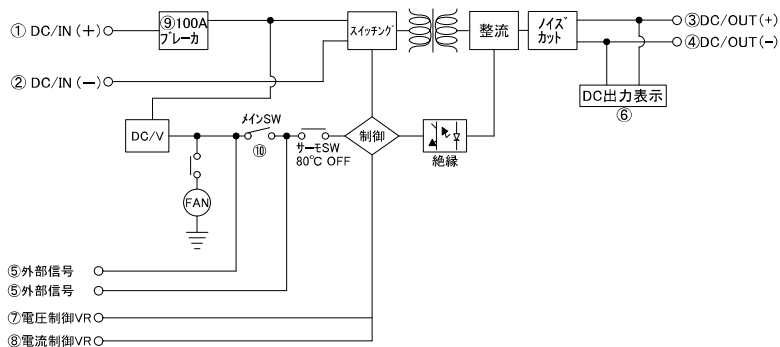 ① DC/IN(+)
⑨100A
ブレーカ
スイッチング
整流
ノイズ
カット
③DC/OUT(+)
④DC/OUT(-)
② DC/IN(-)
DC出力表示
⑥
DC/V
メインSW
⑩
サーモSW
80℃ OFF
制御
絶縁
FAN
⑤外部信号
⑤外部信号
⑦電圧制御VR
⑧電流制御VR